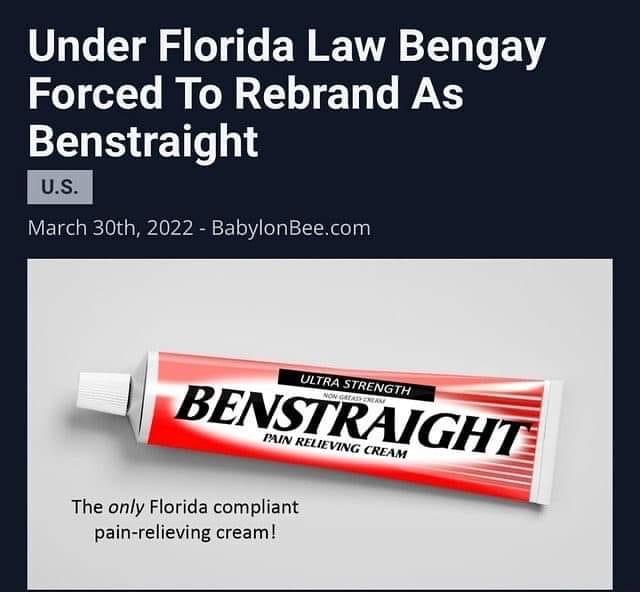 Under Florida Law Bengay
Forced To Rebrand As
Benstraight
U.S.
March 30th, 2022 - BabylonBee.com
ULTRA STRENGTH
NON-GREASY CREAM
BENSTRAIGHT
PAIN RELIEVING CREAM
The only Florida compliant
pain-relieving cream!